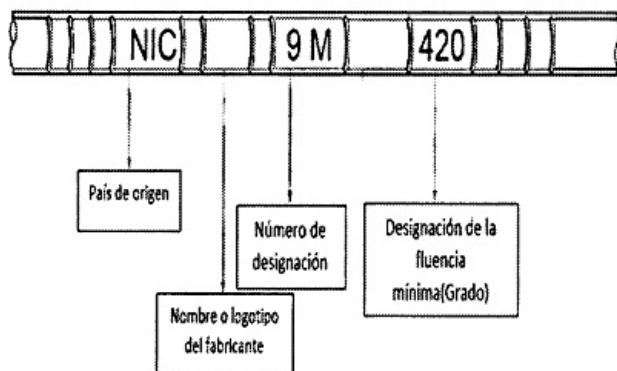 NIC 9 M 420
País de origen
Número de
designación
Designación de la
fluencia
mínima(Grado)
Nombre o logotipo
del fabricante